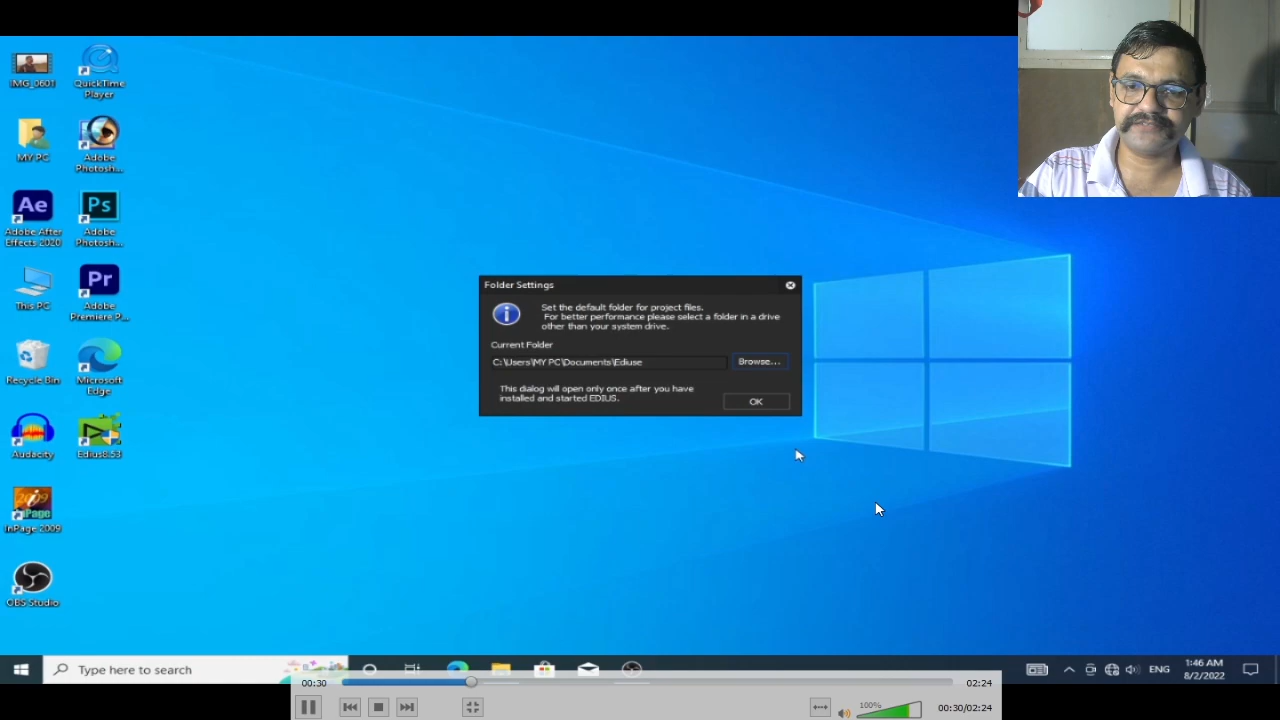 IMG_0601
QuickTime
Player
MY PC
Adobe
Photosh...
Ae
Adobe After
Effects 2020
Ps
Adobe
Photosh...
This PC
Pr
Adobe
Premiere P...
Recycle Bin
Microsoft
Edge
Audacity
Edius8.53
2009
InPage 2009
OBS Studio
Folder Settings
Set the default folder for project files.
For better performance please select a folder in a drive
other than your system drive.
Current Folder
C:\Users\MY PC\Documents\Ediuse
Browse...
This dialog will open only once after you have
installed and started EDIUS.
OK
Type here to search
ENG
1:46 AM
8/2/2022
00:30
02:24
100%
00:30/02:24